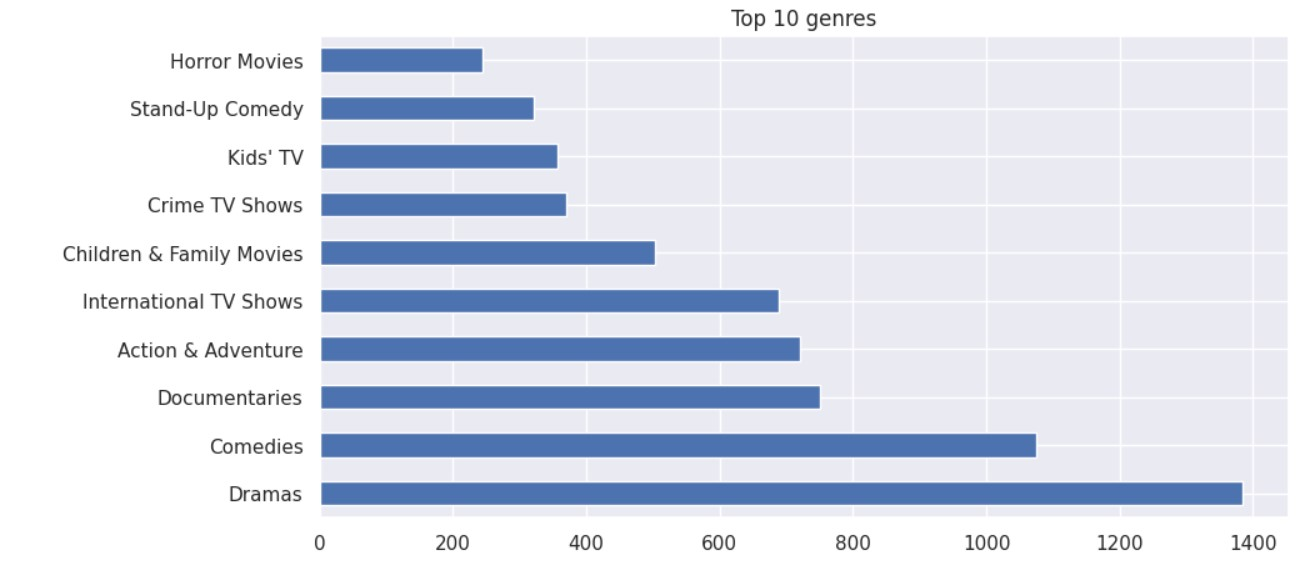 Top 10 genres
Horror Movies
Stand-Up Comedy
Kids' TV
Crime TV Shows
Children & Family Movies
International TV Shows
Action & Adventure
Documentaries
Comedies
Dramas
0 200 400 600 800 1000 1200 1400